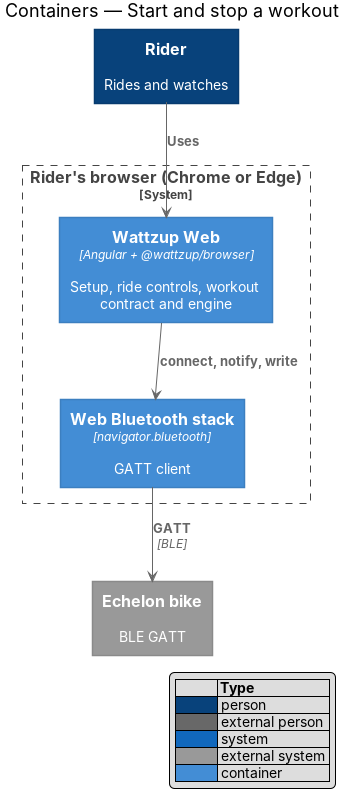 Containers — Start and stop a workout
Rider
Rides and watches
Uses
Rider's browser (Chrome or Edge)
[System]
Wattzup Web
[Angular + @wattzup/browser]
Setup, ride controls, workout
contract and engine
connect, notify, write
Web Bluetooth stack
[navigator.bluetooth]
GATT client
GATT
[BLE]
Echelon bike
BLE GATT
Type
person
external person
system
external system
container